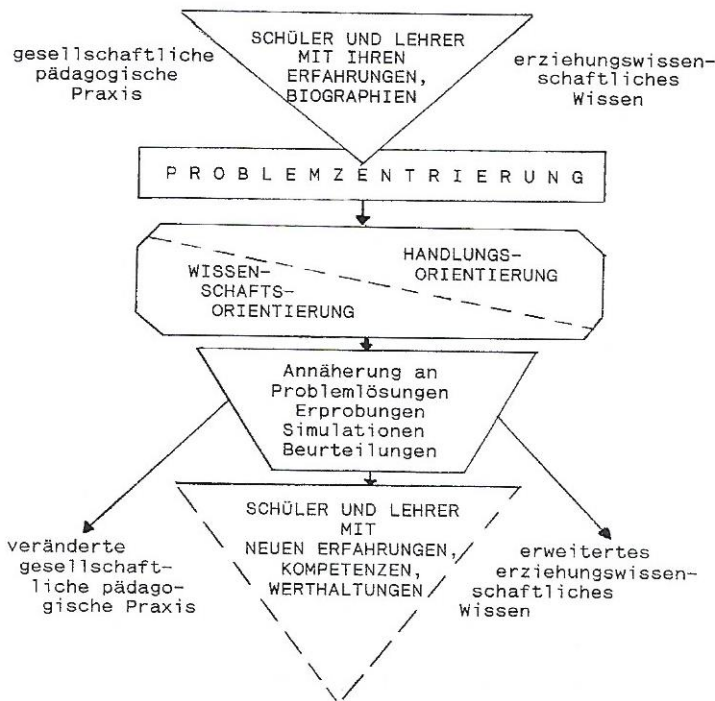 gesellschaftliche
pädagogische
Praxis
SCHÜLER UND LEHRER
MIT IHREN
ERFAHRUNGEN,
BIOGRAPHIEN
erziehungswissen-
schaftliches
Wissen
P R O B L E M Z E N T R I E R U N G
HANDLUNGS-
ORIENTIERUNG
WISSEN-
SCHAFTS-
ORIENTIERUNG
Annäherung an
Problemlösungen
Erprobungen
Simulationen
Beurteilungen
veränderte
gesellschaft-
liche pädago-
gische Praxis
SCHÜLER UND LEHRER
MIT
NEUEN ERFAHRUNGEN,
KOMPETENZEN,
WERTHALTUNGEN
erweitertes
erziehungswissen-
schaftliches
Wissen